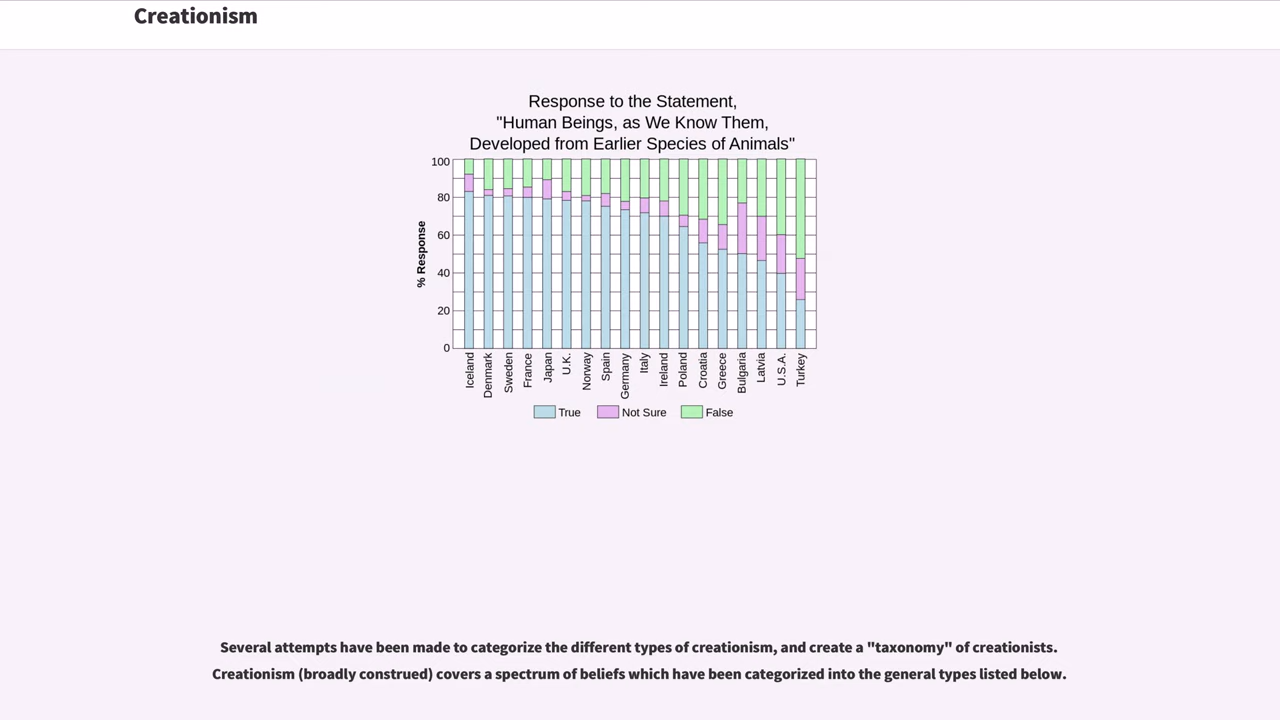 Creationism
Response to the Statement,
"Human Beings, as We Know Them,
Developed from Earlier Species of Animals"
100
80
60
40
20
0
% Response
Iceland
Denmark
Sweden
France
Japan
U.K.
Norway
Spain
Germany
Italy
Ireland
Poland
Croatia
Greece
Bulgaria
Latvia
U.S.A.
Turkey
True Not Sure False
Several attempts have been made to categorize the different types of creationism, and create a "taxonomy" of creationists.
Creationism (broadly construed) covers a spectrum of beliefs which have been categorized into the general types listed below.